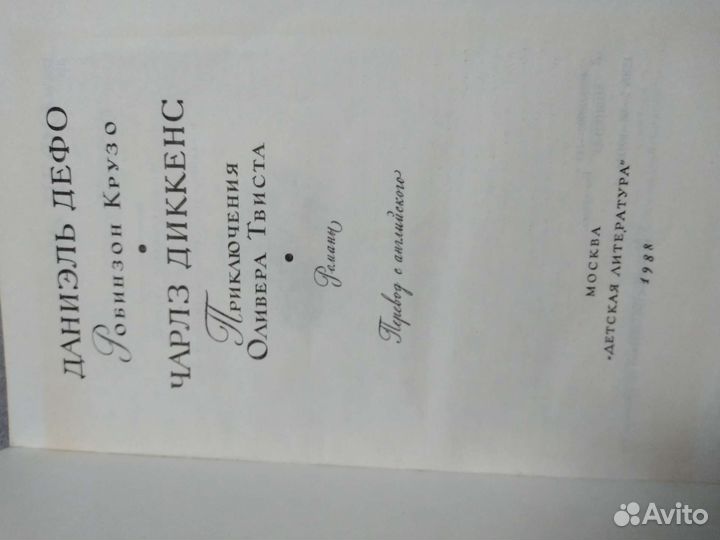 ДАНИЭЛЬ ДЕФО
Робинзон Крузо
•
ЧАРЛЗ ДИККЕНС
Приключения
Оливера Твиста
•
Романы
Перевод с английского
МОСКВА
"ДЕТСКАЯ ЛИТЕРАТУРА"
1988
Avito